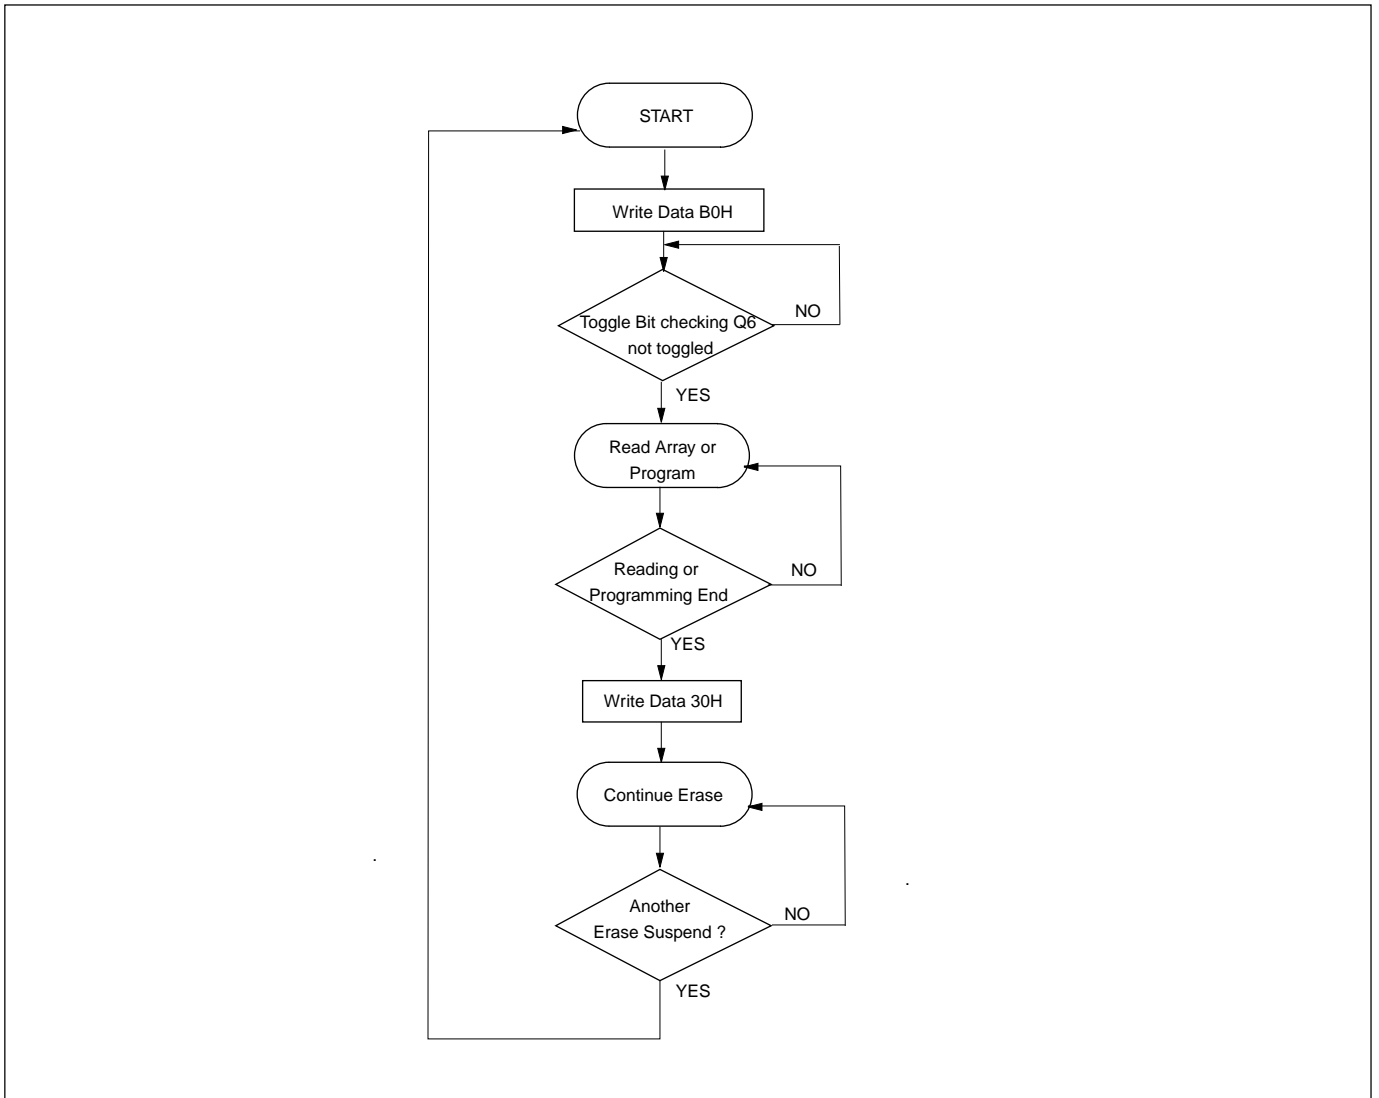 START
Write Data B0H
Toggle Bit checking Q6
not toggled
NO
YES
Read Array or
Program
Reading or
Programming End
NO
YES
Write Data 30H
Continue Erase
Another
Erase Suspend ?
NO
YES